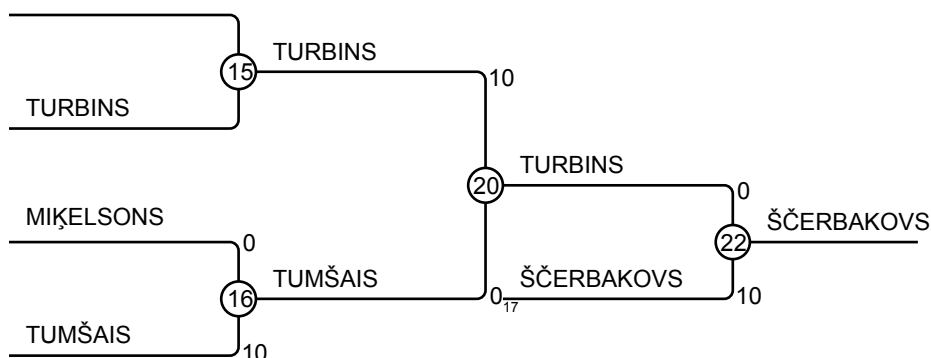 TURBINS
15
10
TURBINS
TURBINS
20
0
MIĶELSONS
ŠČERBAKOVS
0
22
TUMŠAIS
ŠČERBAKOVS
16
0
17
10
TUMŠAIS
10